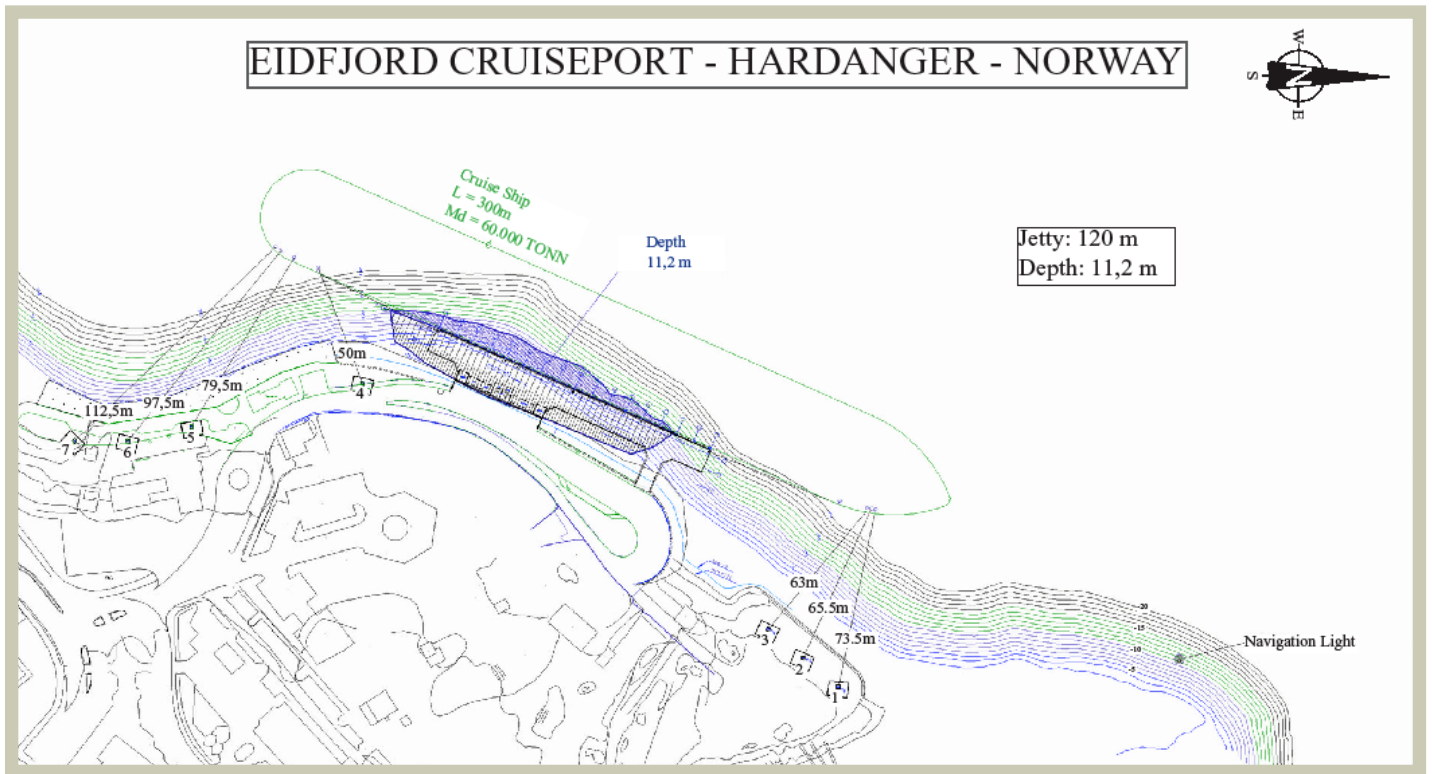 EIDFJORD CRUISEPORT - HARDANGER - NORWAY
W
S
N
E
Cruise Ship
L = 300m
Md = 60.000 TONN
Depth
11,2 m
Jetty: 120 m
Depth: 11,2 m
50m
79,5m
97,5m
112,5m
4
5
6
7
63m
65.5m
73.5m
3
2
1
-20
-15
-10
-5
Navigation Light